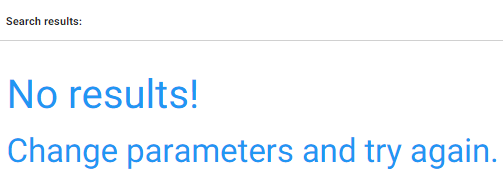 Search results:
No results!
Change parameters and try again.